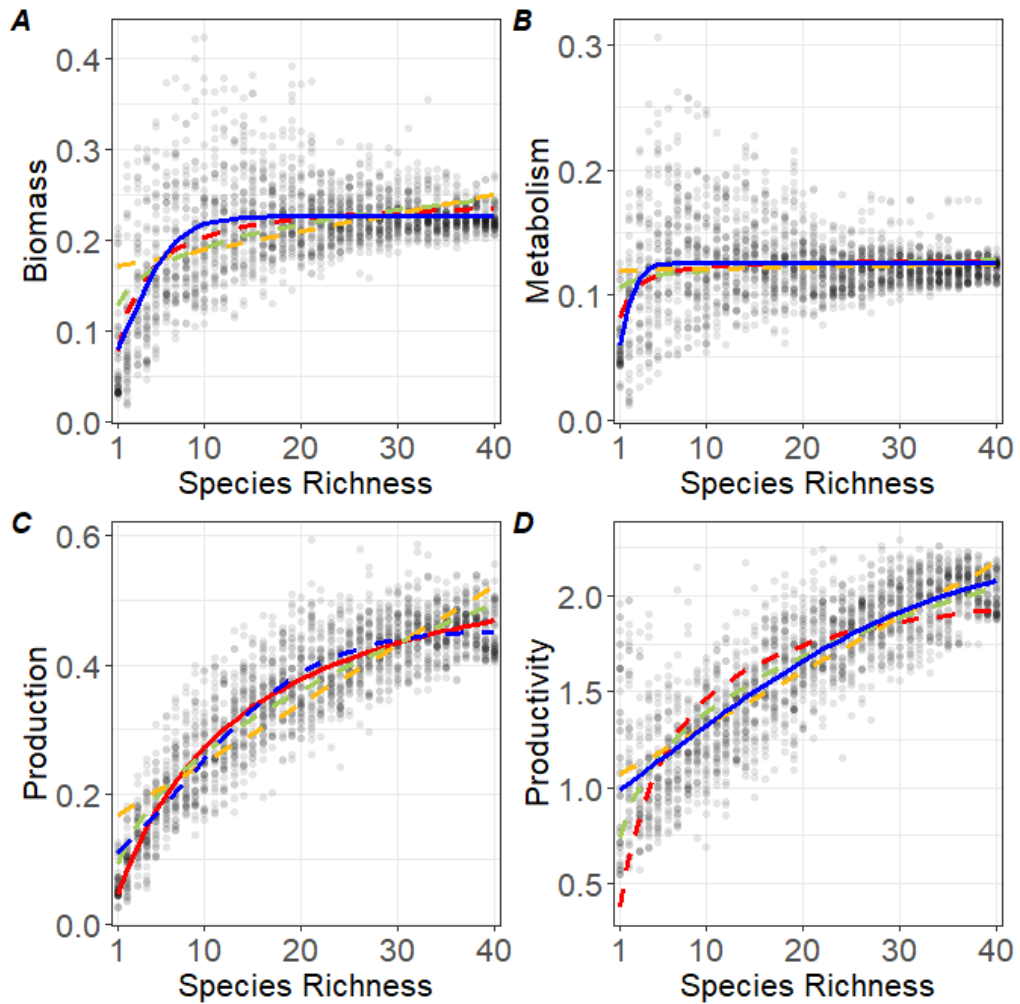 A
B
Biomass
0.4
0.3
0.2
0.1
0.0
1 10 20 30 40
Species Richness
Metabolism
0.3
0.2
0.1
0.0
1 10 20 30 40
Species Richness
C
D
Production
0.6
0.4
0.2
0.0
1 10 20 30 40
Species Richness
Productivity
2.0
1.5
1.0
0.5
1 10 20 30 40
Species Richness